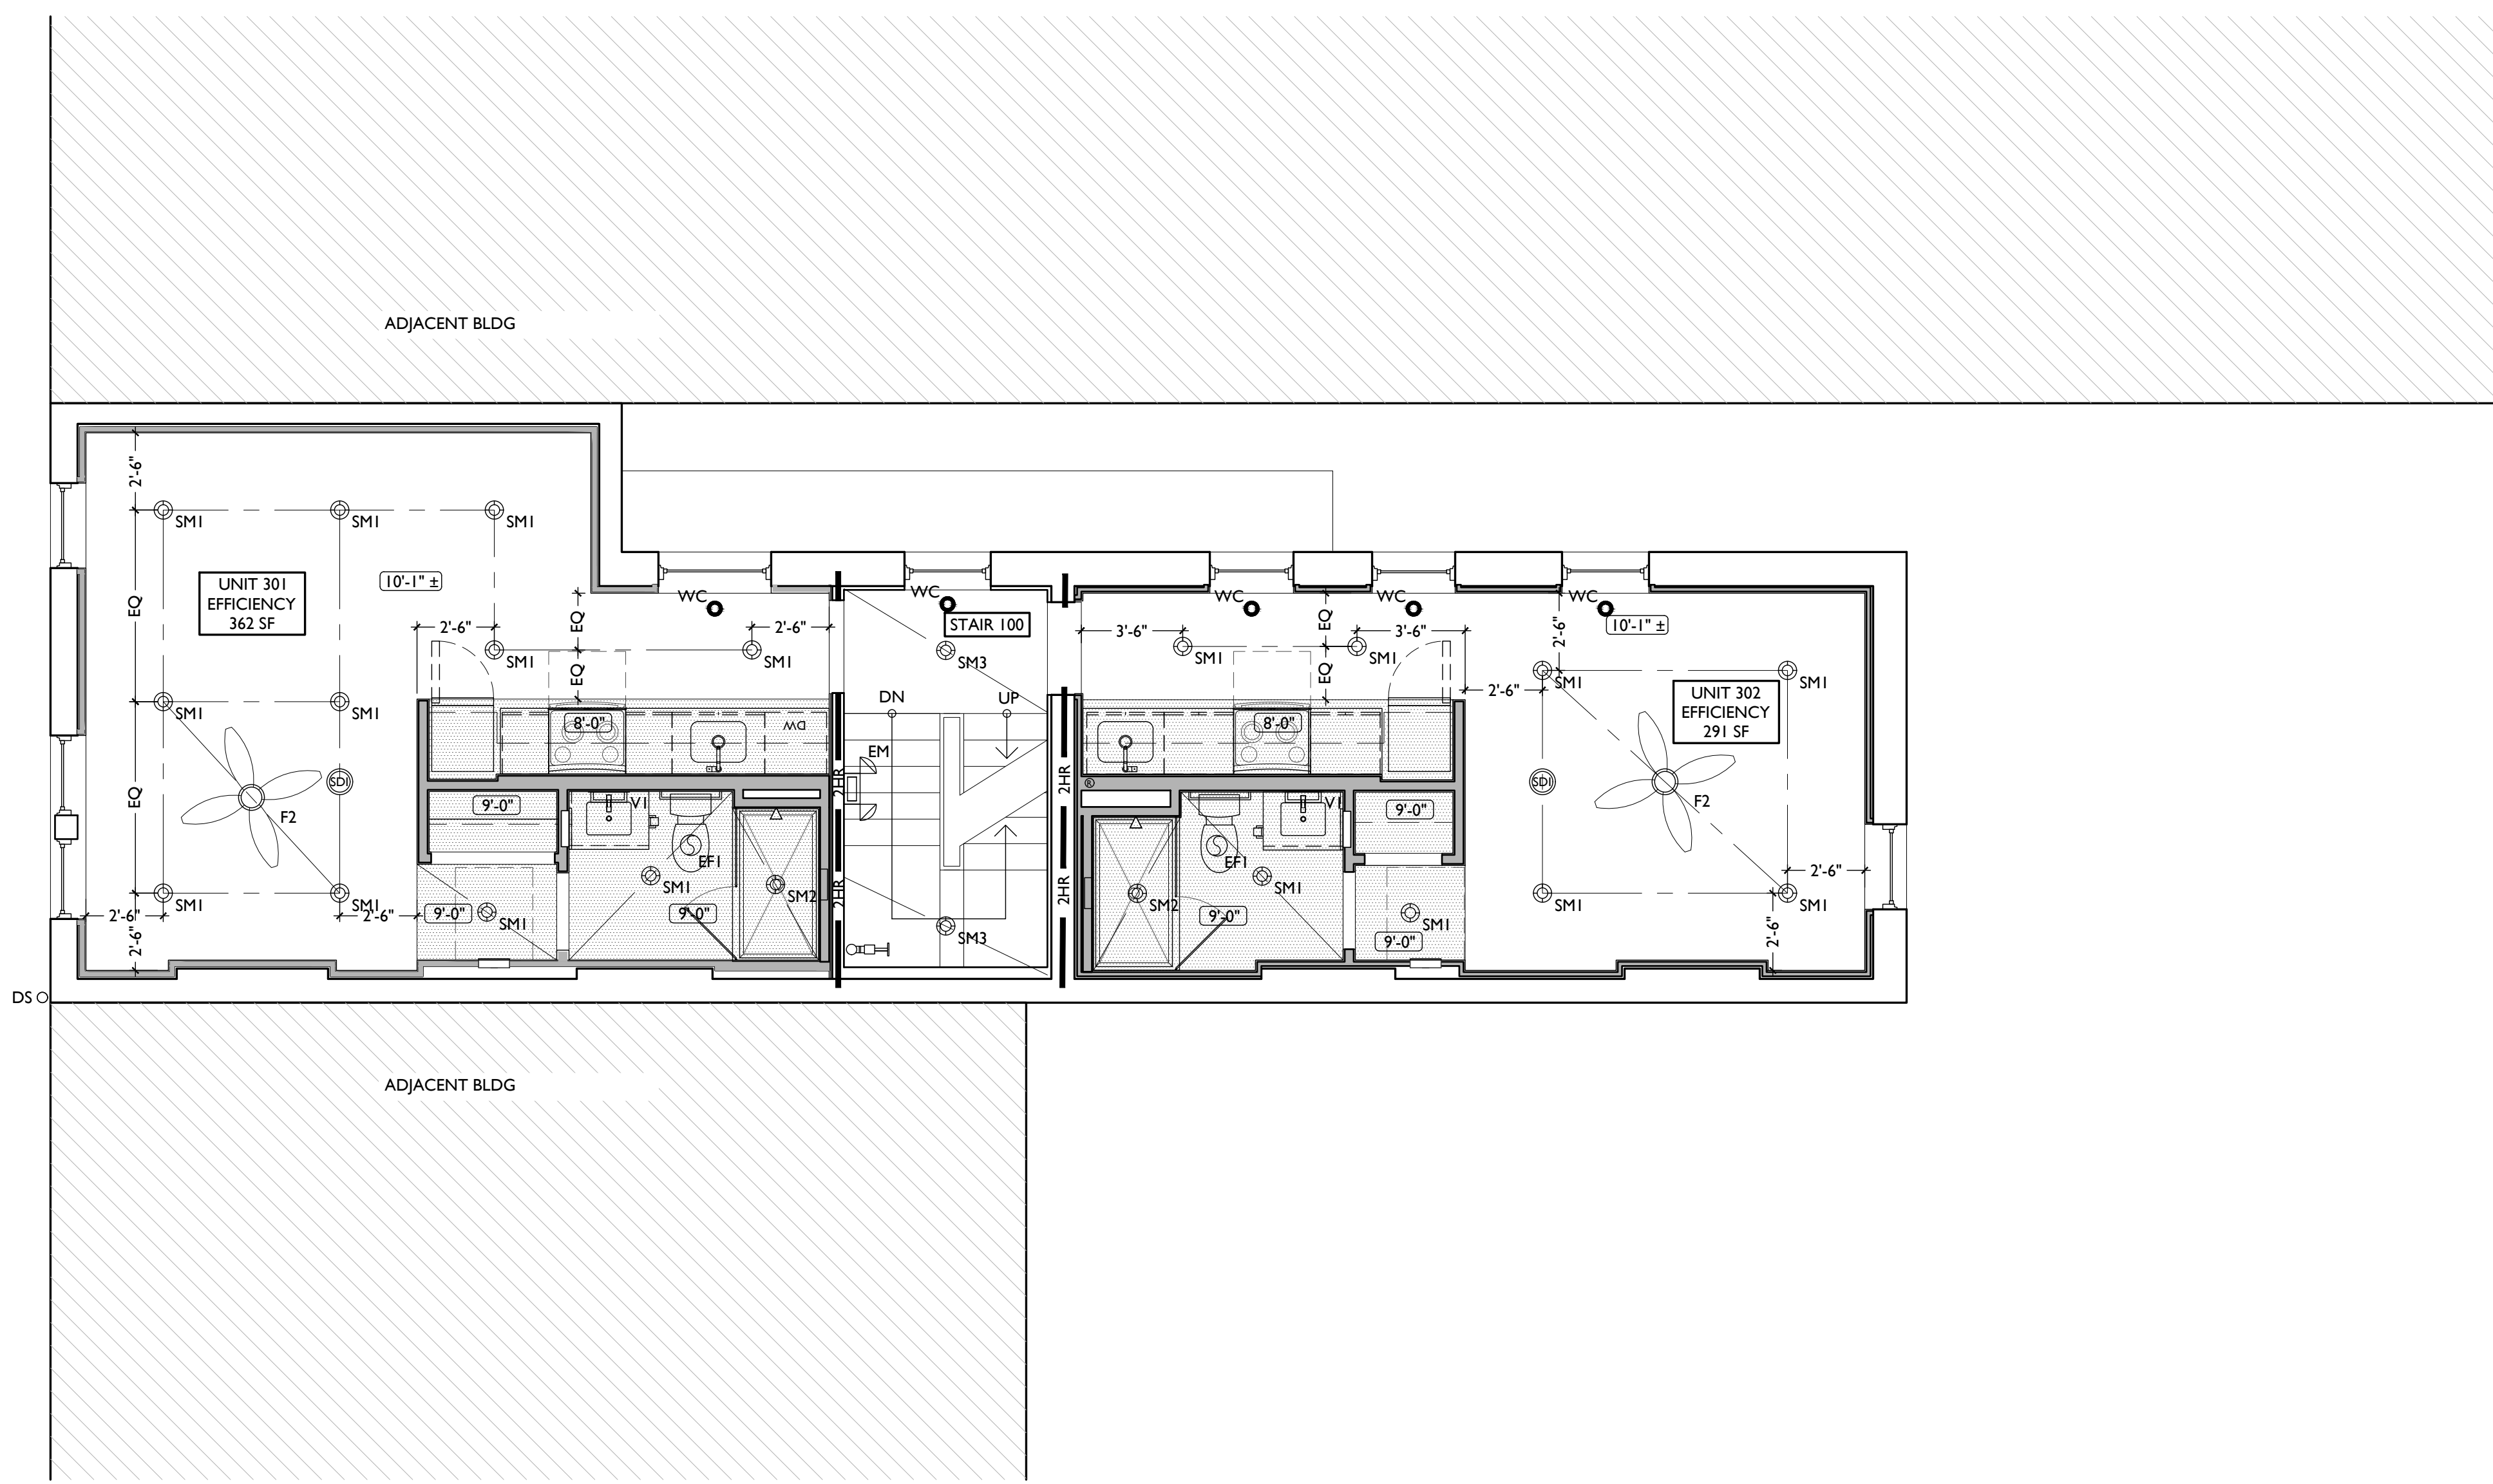 ADJACENT BLDG
2'-6"
SM1
SM1
SM1
UNIT 301
EFFICIENCY
362 SF
10'-1" ±
EQ
2'-6"
EQ
WC
2'-6"
WC
STAIR 100
WC
WC
WC
10'-1" ±
3'-6"
EQ
3'-6"
2'-6"
SM1
EQ
SM1
SM3
SM1
EQ
SM1
SM1
SM1
2'-6"
UNIT 302
EFFICIENCY
291 SF
SM1
SM1
8'-0"
DW
DN
UP
8'-0"
EM
SD1
2HR
2HR
®
SD1
EQ
F2
9'-0"
V1
V1
9'-0"
F2
EF1
EF1
SM1
SM1
2'-6"
2'-6"
9'-0"
SM1
SM1
9'-0"
SM2
2HR
2HR
SM2
9'-0"
SM1
SM1
9'-0"
2'-6"
SM1
SM1
2'-6"
2'-6"
SM3
DS
ADJACENT BLDG